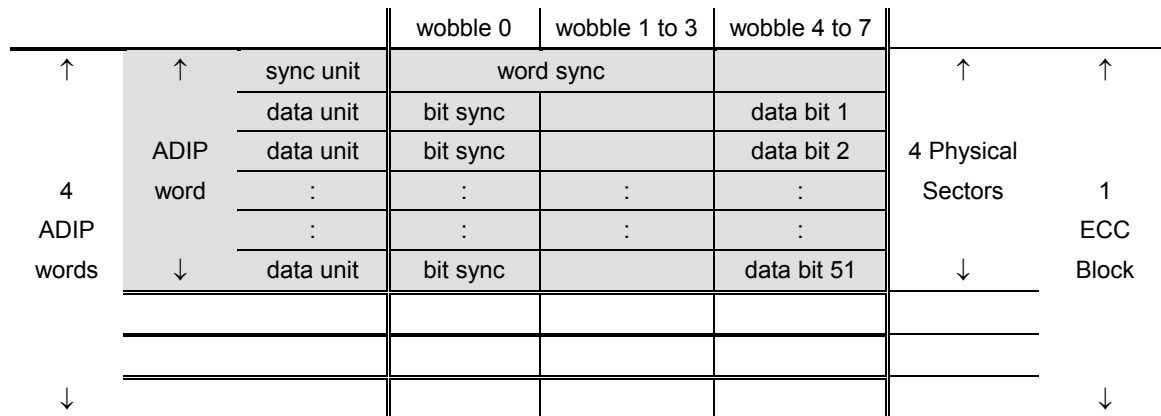 wobble 0 wobble 1 to 3 wobble 4 to 7
↑ ↑ sync unit word sync ↑ ↑
data unit bit sync data bit 1
ADIP data unit bit sync data bit 2 4 Physical
4 word : : : : Sectors 1
ADIP : : : : ECC
words ↓ data unit bit sync data bit 51 ↓ Block
↓ ↓